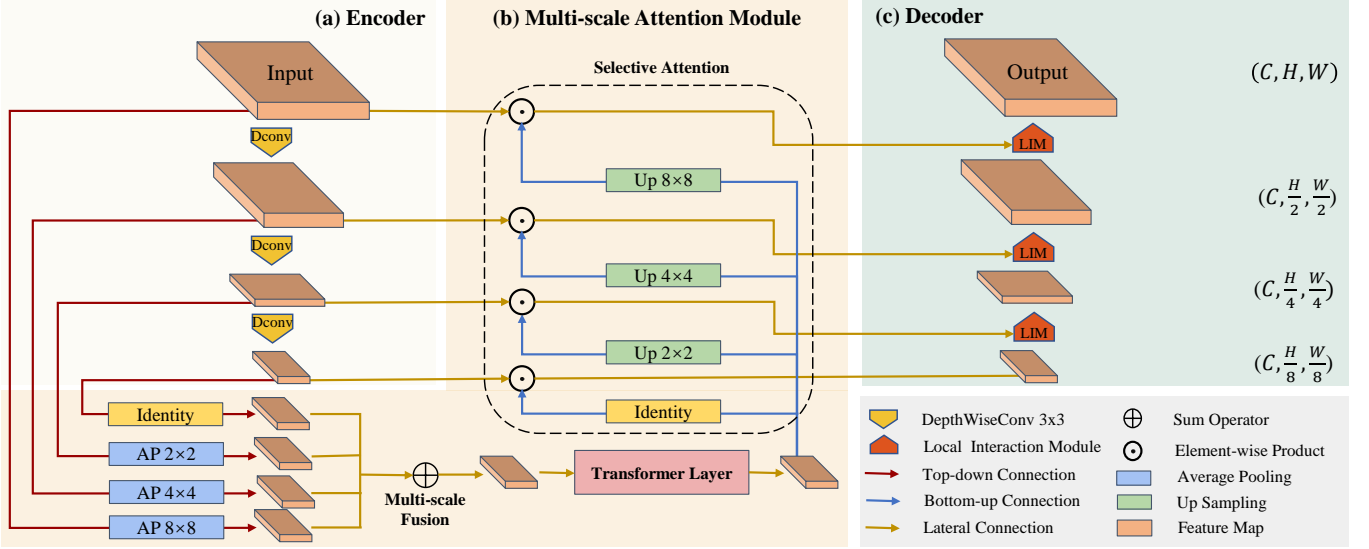 (a) Encoder
(b) Multi-scale Attention Module
(c) Decoder
Input
Selective Attention
Output
(C, H, W)
Dconv
LIM
Up 8×8
(C, H/2, W/2)
Dconv
LIM
Up 4×4
(C, H/4, W/4)
Dconv
LIM
Up 2×2
(C, H/8, W/8)
Identity
Identity
AP 2×2
AP 4×4
AP 8×8
Multi-scale
Fusion
Transformer Layer
DepthWiseConv 3x3
Local Interaction Module
Top-down Connection
Bottom-up Connection
Lateral Connection
Sum Operator
Element-wise Product
Average Pooling
Up Sampling
Feature Map